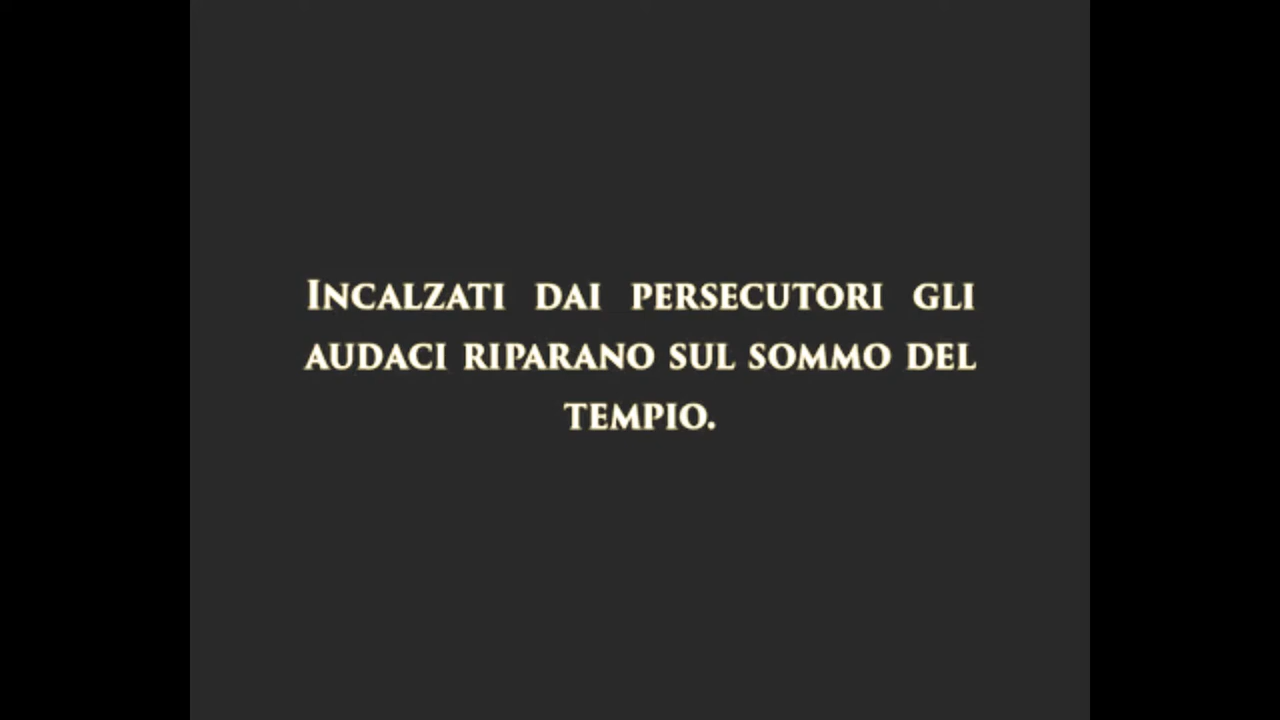 Incalzati dai persecutori gli
audaci riparano sul sommo del
tempio.